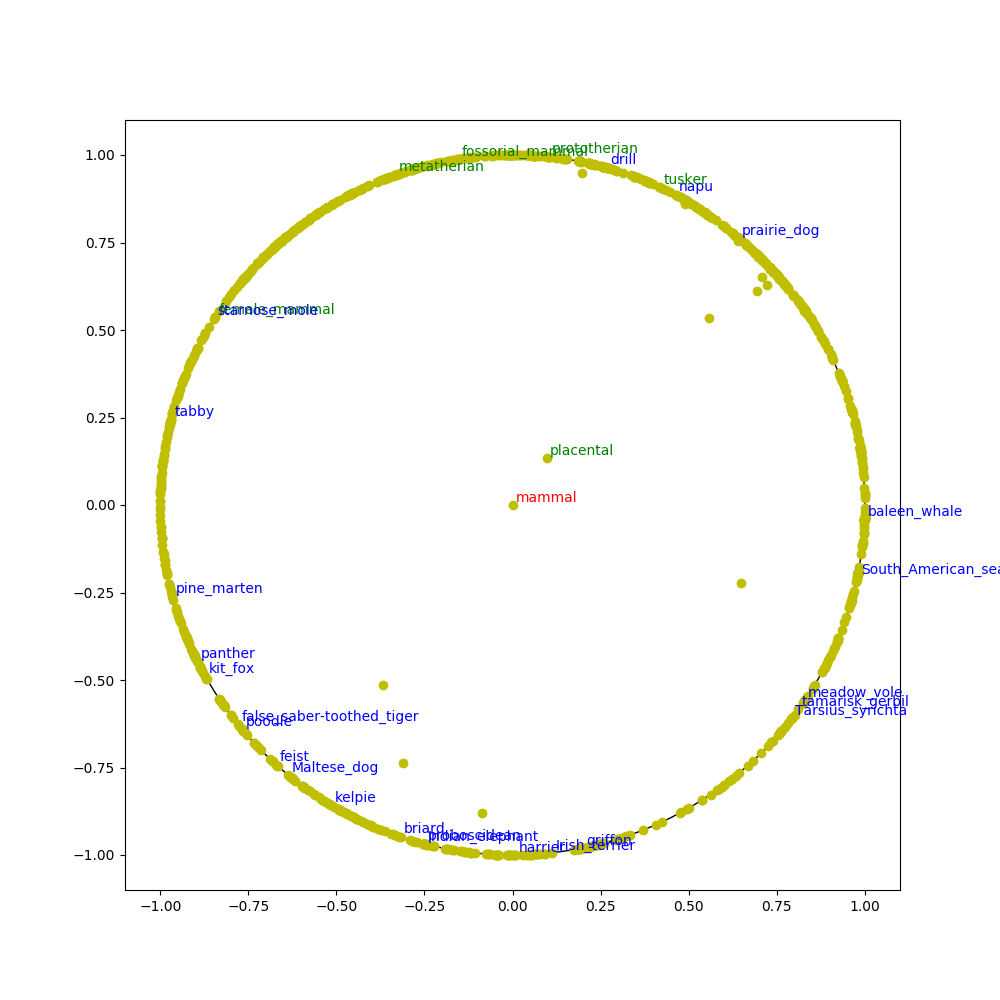 1.00
0.75
0.50
0.25
0.00
−0.25
−0.50
−0.75
−1.00
fossorial_mammal
prototherian
drill
metatherian
tusker
napu
prairie_dog
female_mammal
starnose_mole
tabby
placental
mammal
baleen_whale
South_American_sea
pine_marten
panther
kit_fox
meadow_vole
tamarisk_gerbil
Tarsius_syrichta
false_saber-toothed_tiger
poodle
feist
Maltese_dog
kelpie
briard
proboscidean
Indian_elephant
harrier
Irish_terrier
griffon
−1.00
−0.75
−0.50
−0.25
0.00
0.25
0.50
0.75
1.00